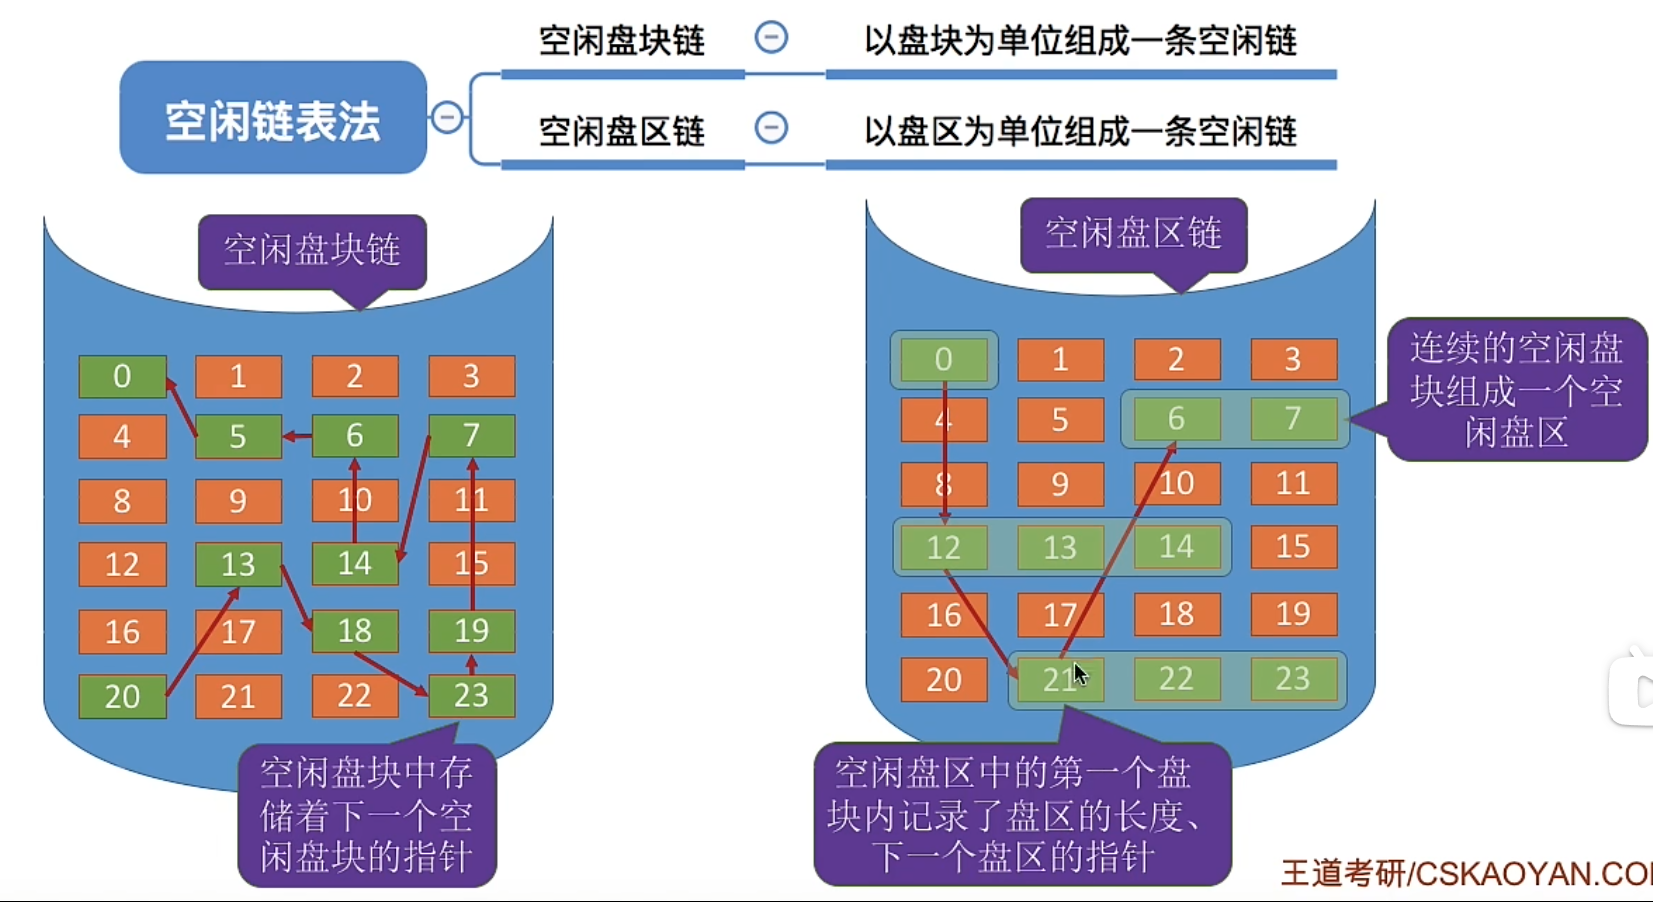 空闲链表法
空闲盘块链
以盘块为单位组成一条空闲链
空闲盘区链
以盘区为单位组成一条空闲链
空闲盘块链
0 1 2 3
4 5 6 7
8 9 10 11
12 13 14 15
16 17 18 19
20 21 22 23
空闲盘块中存
储着下一个空
闲盘块的指针
空闲盘区链
0 1 2 3
4 5 6 7
8 9 10 11
12 13 14 15
16 17 18 19
20 21 22 23
连续的空闲盘
块组成一个空
闲盘区
空闲盘区中的第一个盘
块内记录了盘区的长度、
下一个盘区的指针
王道考研/CSKAOYAN.CO